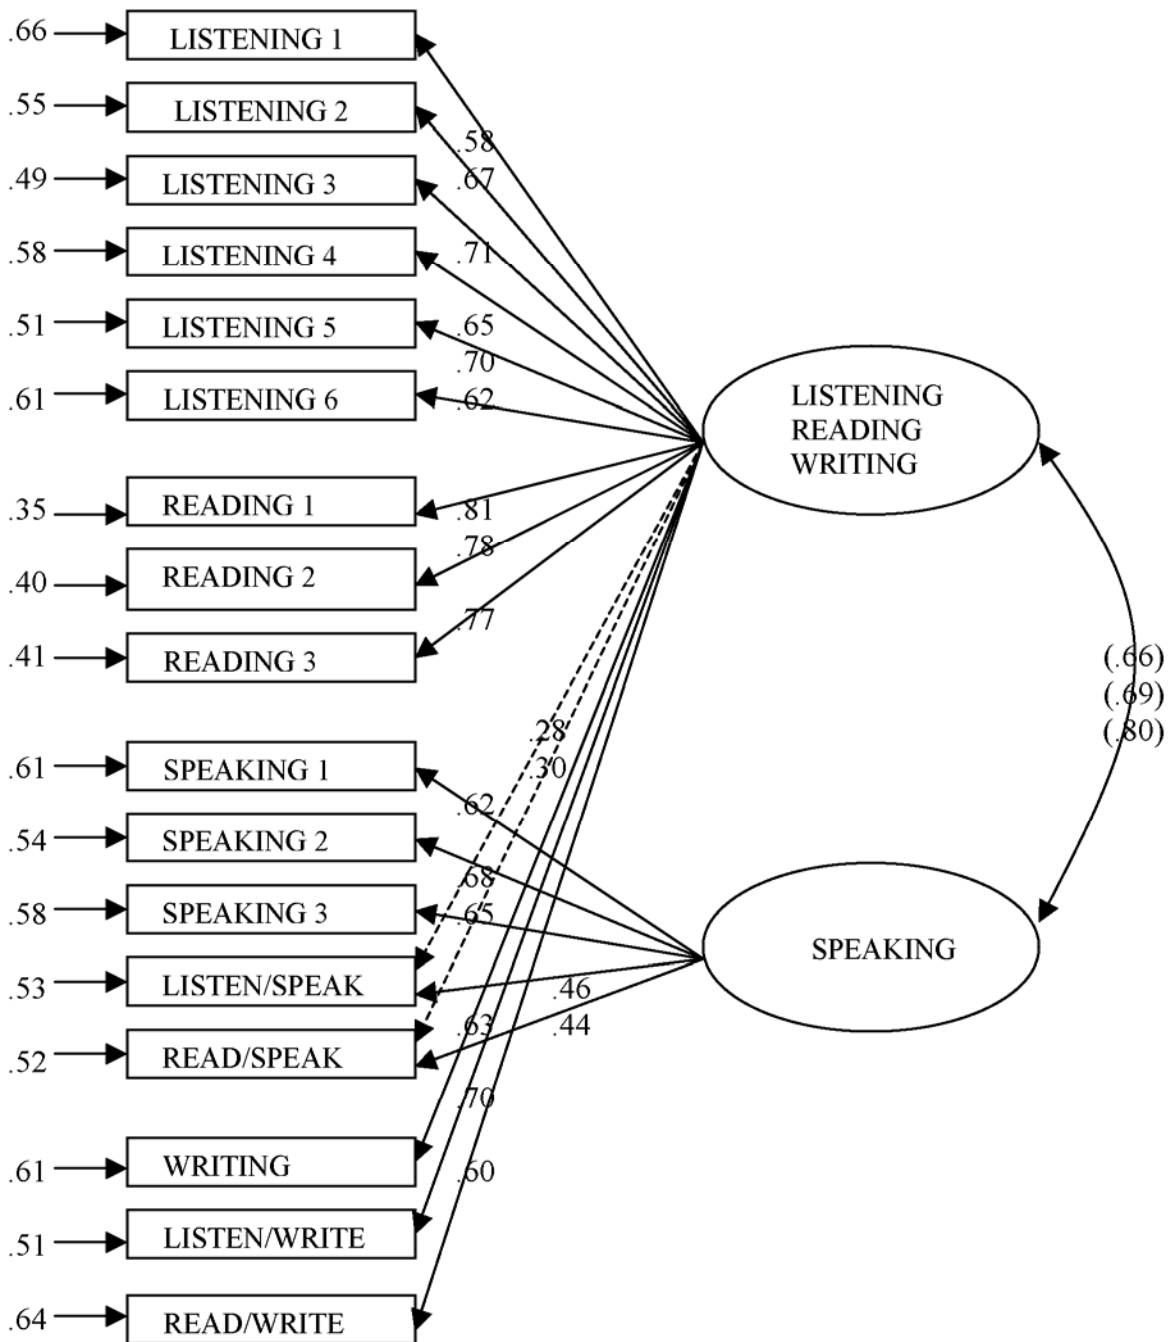 .66
LISTENING 1
.55
LISTENING 2
.58
.49
LISTENING 3
.67
.58
LISTENING 4
.71
.51
LISTENING 5
.65
.70
.61
LISTENING 6
.62
LISTENING
READING
WRITING
.35
READING 1
.81
.40
READING 2
.78
.41
READING 3
.77
(.66)
(.69)
(.80)
.28
.30
.61
SPEAKING 1
.62
.54
SPEAKING 2
.68
.58
SPEAKING 3
.65
SPEAKING
.53
LISTEN/SPEAK
.46
.52
READ/SPEAK
.63
.44
.70
.61
WRITING
.60
.51
LISTEN/WRITE
.64
READ/WRITE